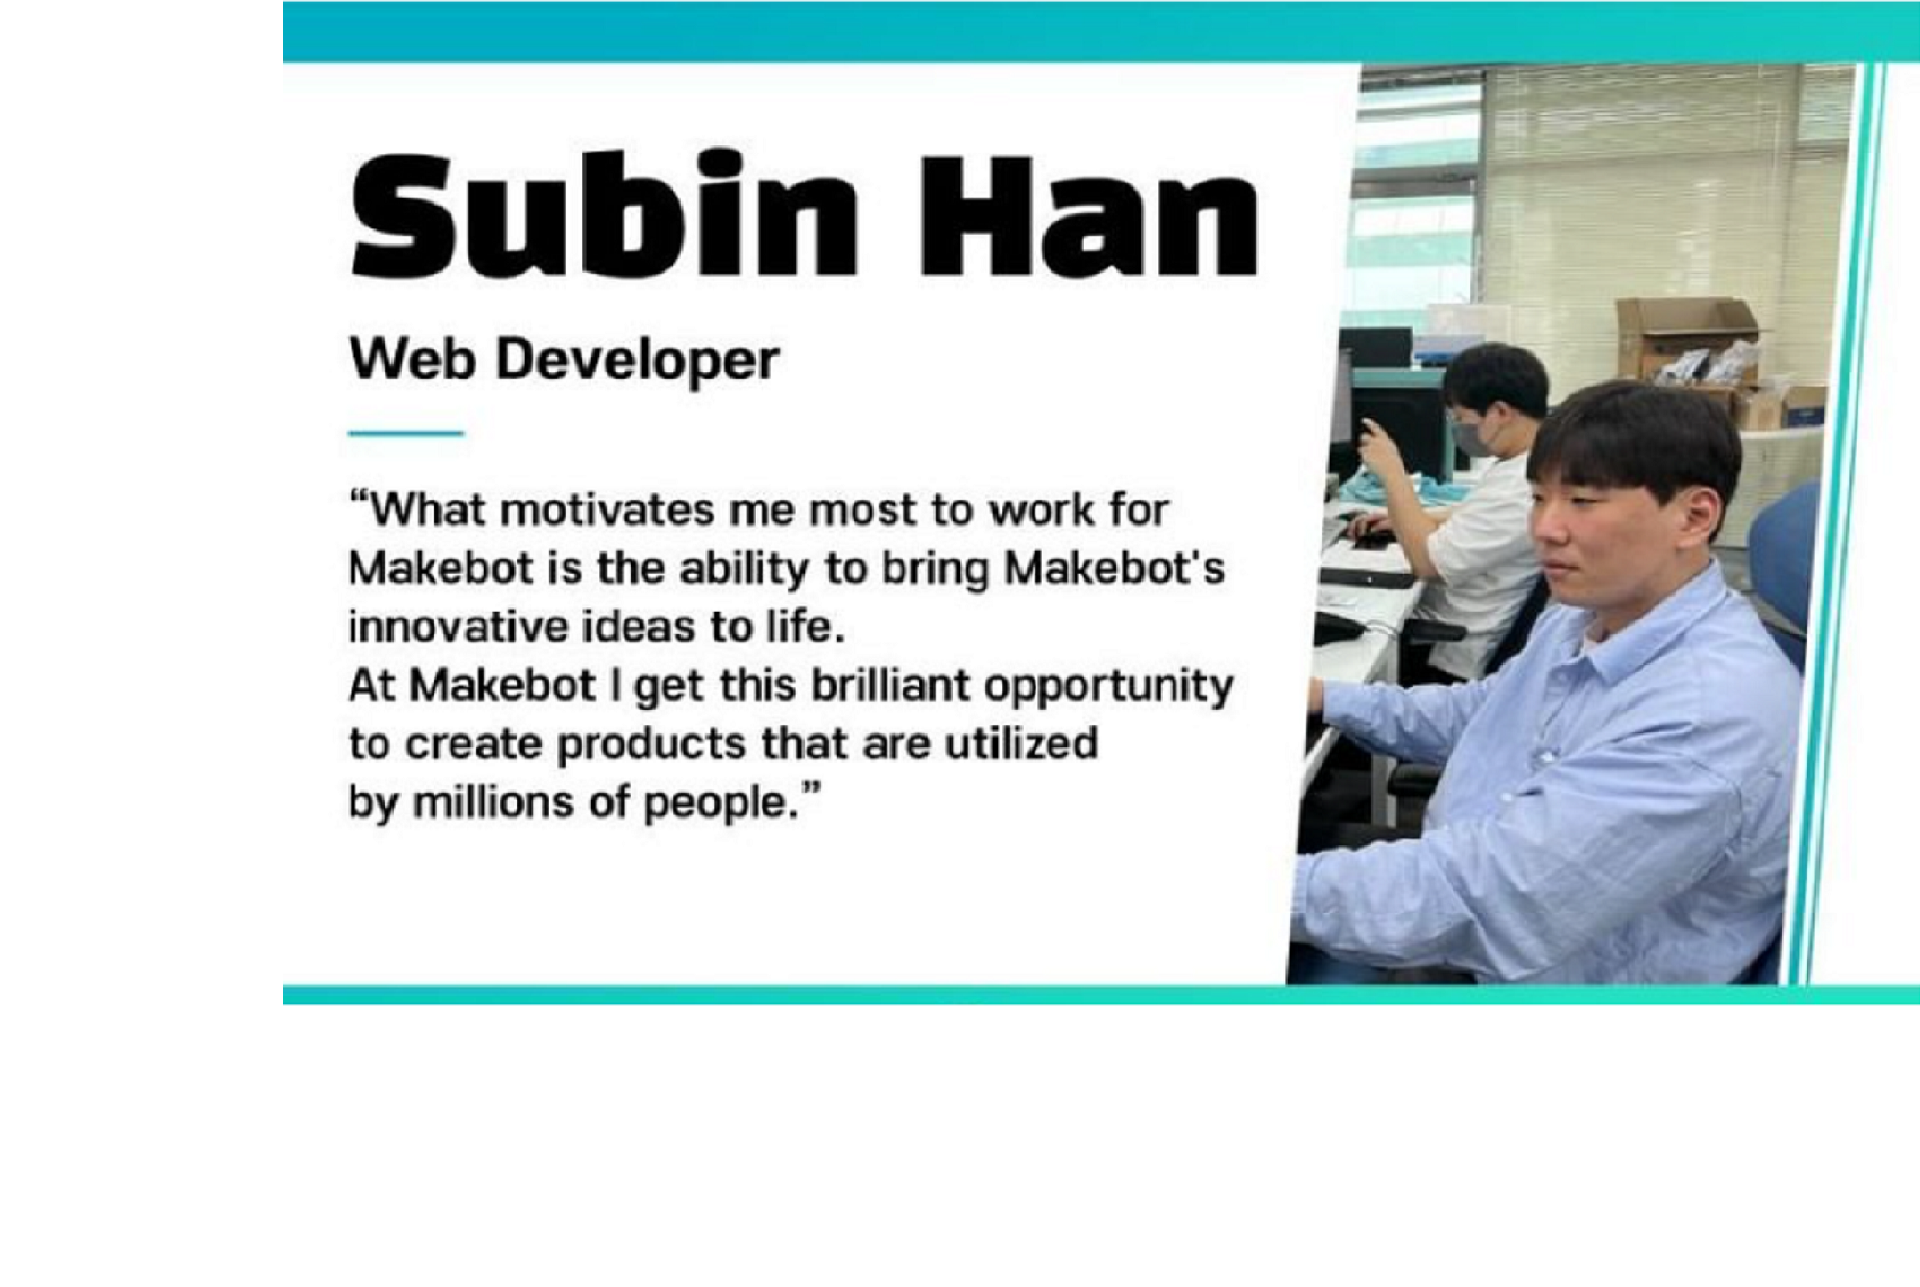 Subin Han
Web Developer
“What motivates me most to work for
Makebot is the ability to bring Makebot's
innovative ideas to life.
At Makebot I get this brilliant opportunity
to create products that are utilized
by millions of people.”